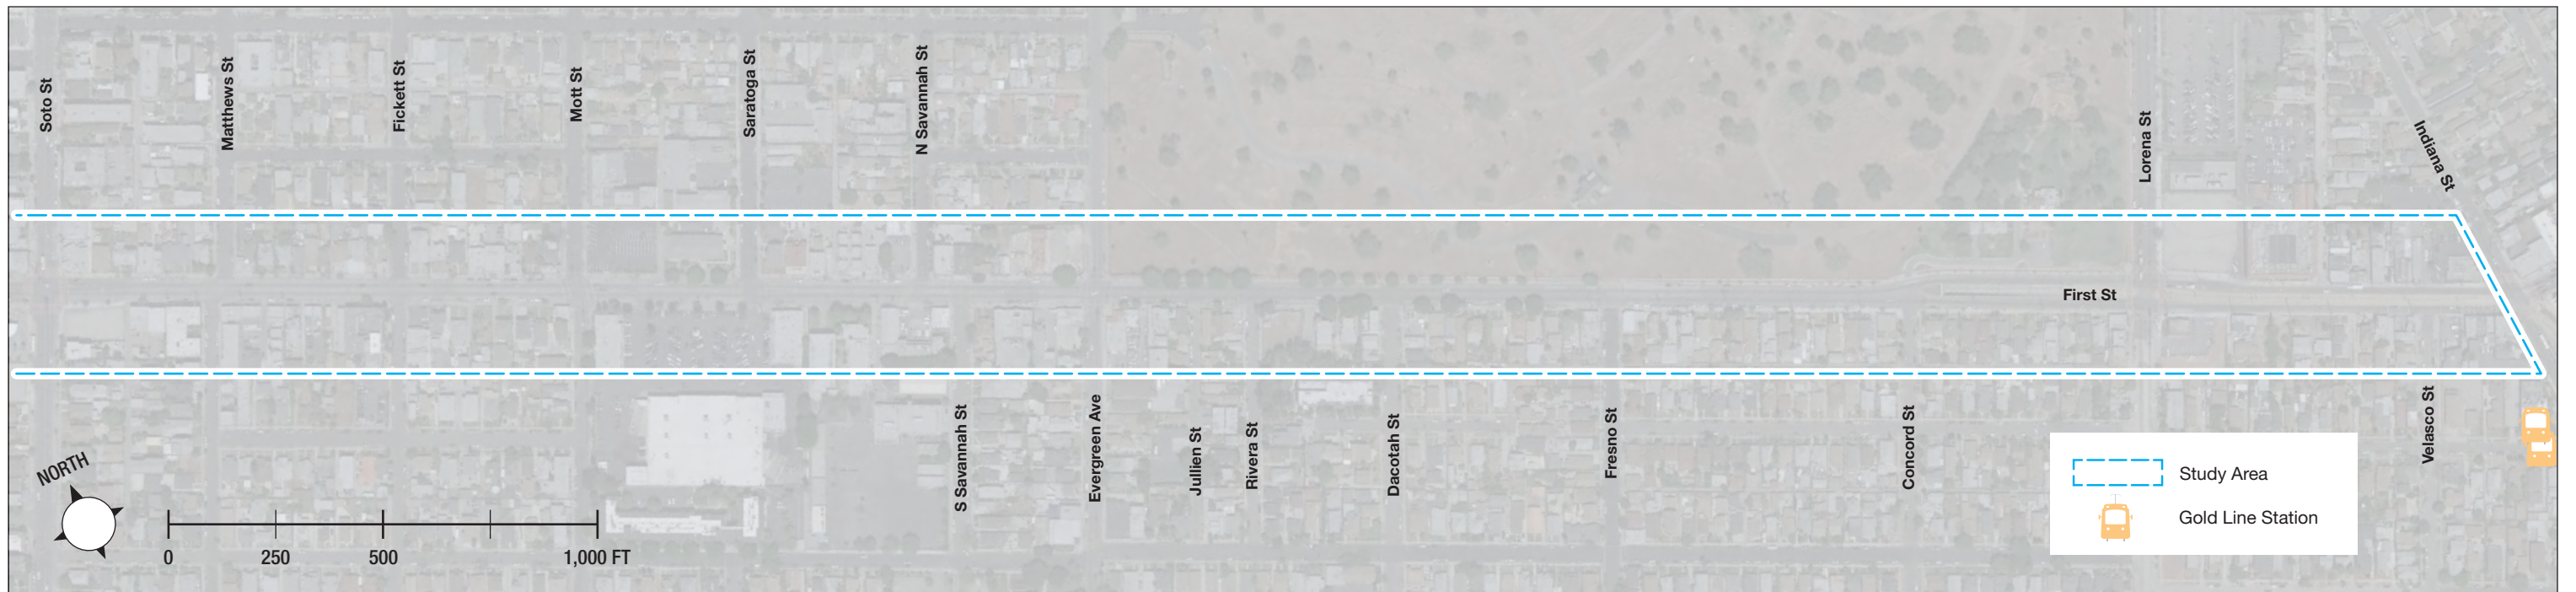 Soto St
Matthews St
Fickett St
Mott St
Saratoga St
N Savannah St
Lorena St
Indiana St
First St
S Savannah St
Evergreen Ave
Jullien St
Rivera St
Dacotah St
Fresno St
Concord St
Velasco St
NORTH
0 250 500 1,000 FT
Study Area
Gold Line Station